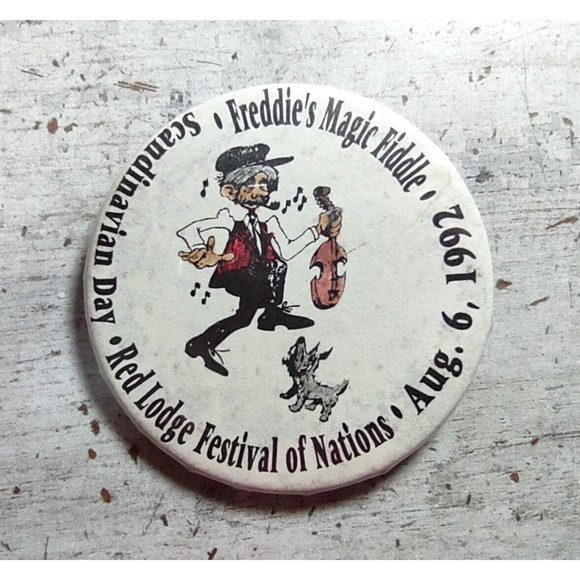 • Freddie's Magic Fiddle •
Scandinavian Day • Red Lodge Festival of Nations • Aug. 6, 1992